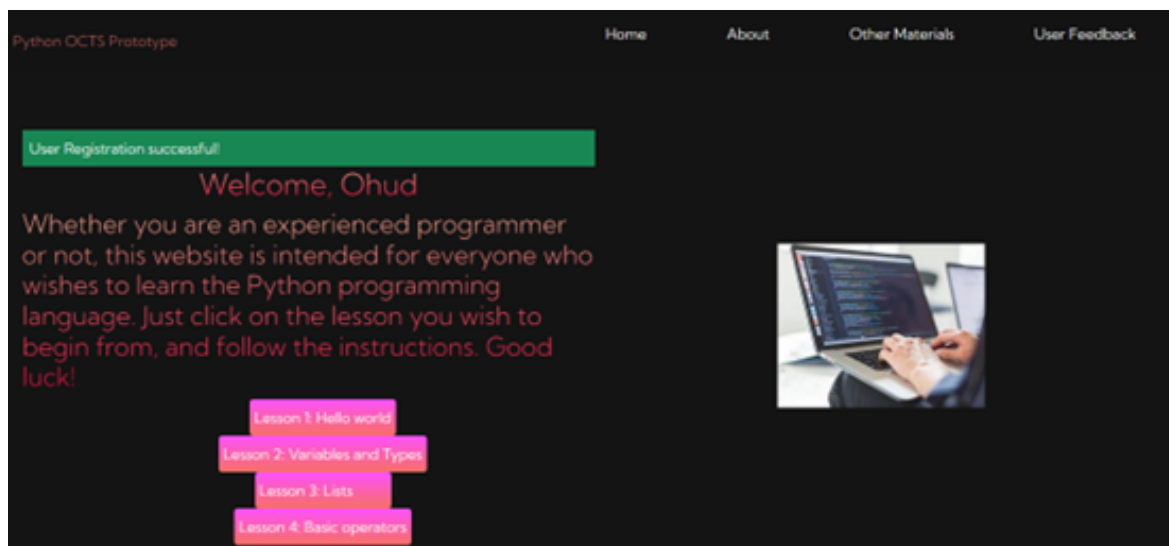 Python OCTS Prototype
Home
About
Other Materials
User Feedback
User Registration successful!
Welcome, Ohud
Whether you are an experienced programmer
or not, this website is intended for everyone who
wishes to learn the Python programming
language. Just click on the lesson you wish to
begin from, and follow the instructions. Good
luck!
Lesson 1: Hello world
Lesson 2: Variables and Types
Lesson 3: Lists
Lesson 4: Basic operators